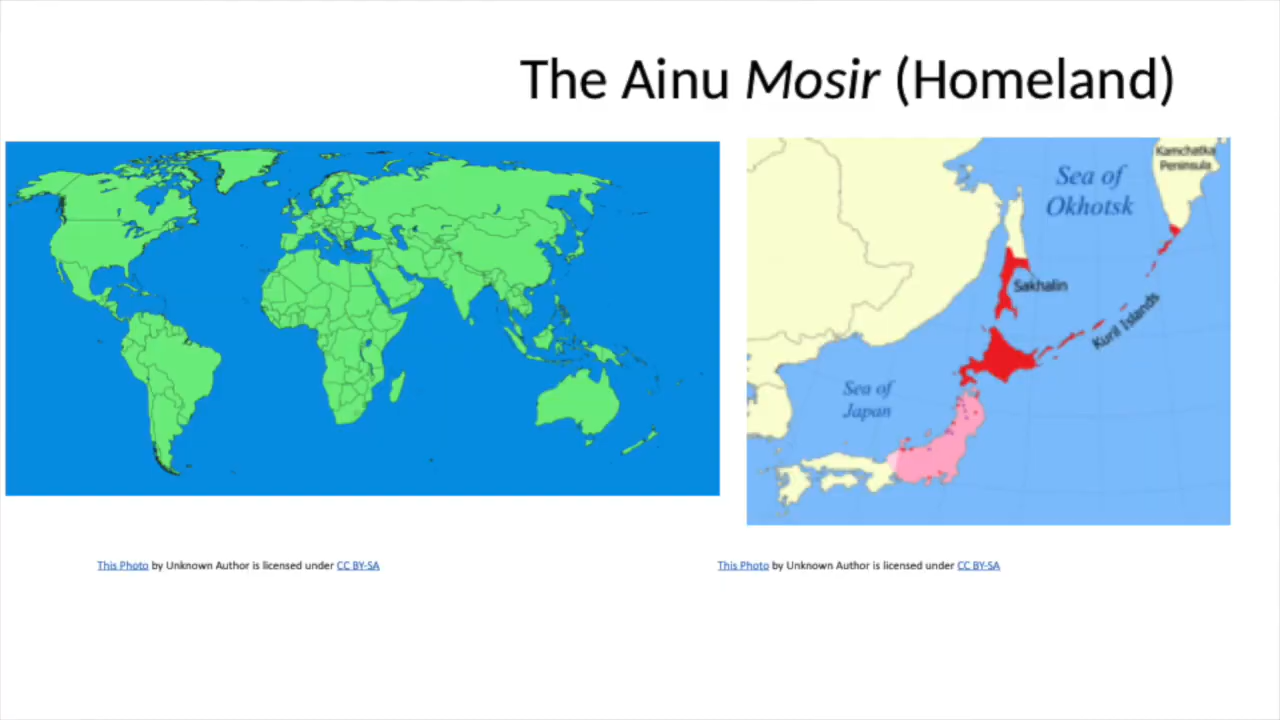 The Ainu Mosir (Homeland)
Kamchatka
Peninsula
Sea of
Okhotsk
Sakhalin
Kuril Islands
Sea of
Japan
This Photo by Unknown Author is licensed under CC BY-SA
This Photo by Unknown Author is licensed under CC BY-SA